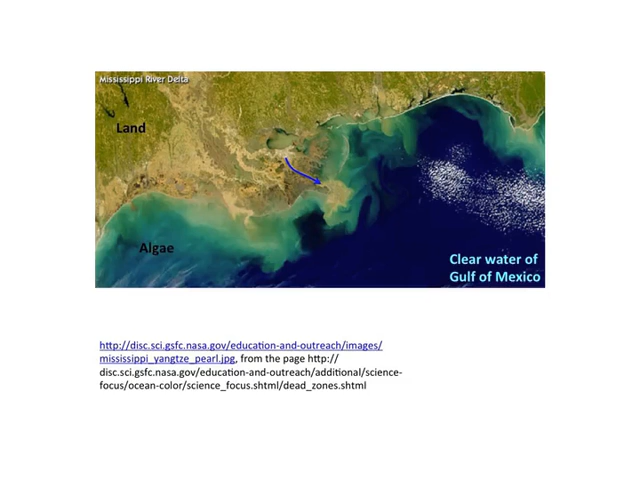 Mississippi River Delta
Land
Algae
Clear water of
Gulf of Mexico
http://disc.sci.gsfc.nasa.gov/education-and-outreach/images/
mississippi_yangtze_pearl.jpg, from the page http://
disc.sci.gsfc.nasa.gov/education-and-outreach/additional/science-
focus/ocean-color/science_focus.shtml/dead_zones.shtml